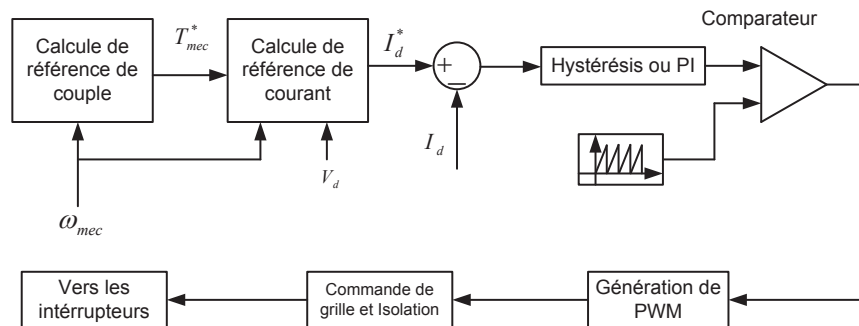 Comparateur
Calcule de
référence de
couple
T*mec
Calcule de
référence de
courant
I*d
+
−
Hystérésis ou PI
Id
Vd
ωmec
Vers les
intérrupteurs
Commande de
grille et Isolation
Génération de
PWM